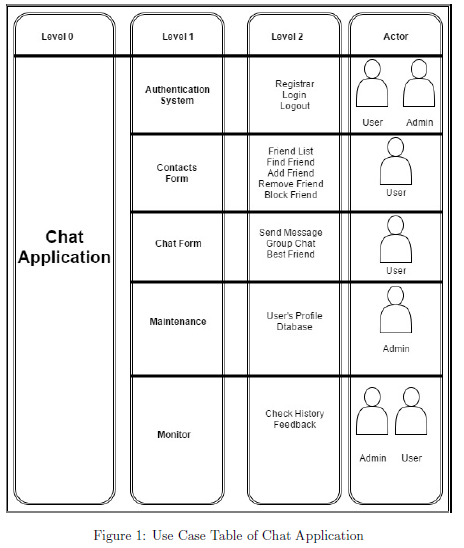 Level 0
Level 1
Level 2
Actor
Chat
Application
Authentication
System
Registrar
Login
Logout
User
Admin
Contacts
Form
Friend List
Find Friend
Add Friend
Remove Friend
Block Friend
User
Chat Form
Send Message
Group Chat
Best Friend
User
Maintenance
User's Profile
Dtabase
Admin
Monitor
Check History
Feedback
Admin
User
Figure 1: Use Case Table of Chat Application